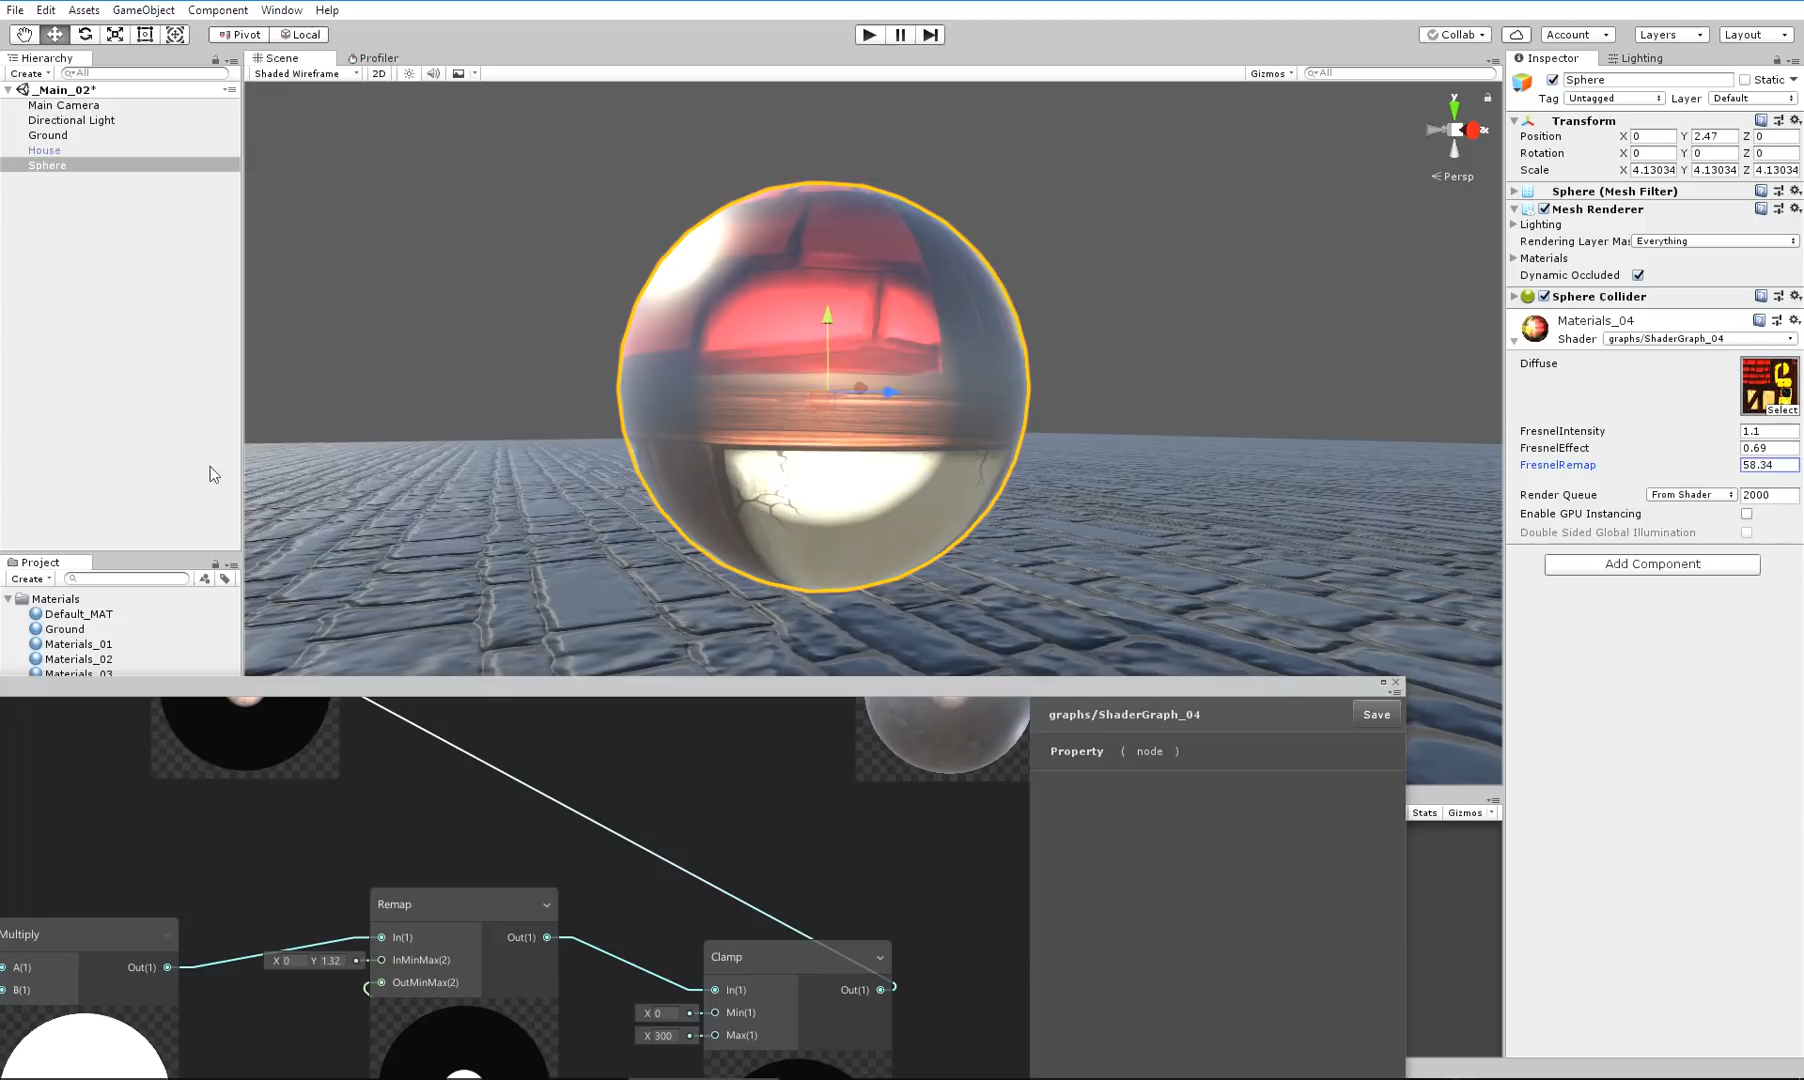 File Edit Assets GameObject Component Window Help
Pivot Local Collab Account Layers Layout
Hierarchy
Create All
_Main_02*
Main Camera
Directional Light
Ground
House
Sphere
Scene Profiler
Shaded Wireframe 2D Gizmos All
y
Persp
Inspector Lighting
Sphere Static
Tag Untagged Layer Default
Transform
Position X 0 Y 2.47 Z 0
Rotation X 0 Y 0 Z 0
Scale X 4.13034 Y 4.13034 Z 4.13034
Sphere (Mesh Filter)
Mesh Renderer
Lighting
Rendering Layer Mas Everything
Materials
Dynamic Occluded
Sphere Collider
Materials_04
Shader graphs/ShaderGraph_04
Diffuse
Select
FresnelIntensity 1.1
FresnelEffect 0.69
FresnelRemap 58.34
Render Queue From Shader 2000
Enable GPU Instancing
Double Sided Global Illumination
Add Component
Project
Create
Materials
Default_MAT
Ground
Materials_01
Materials_02
Materials_03
graphs/ShaderGraph_04 Save
Property ( node )
Stats Gizmos
Multiply
A(1) Out(1)
B(1)
Remap
In(1) Out(1)
X 0 Y 1.32 InMinMax(2)
OutMinMax(2)
Clamp
In(1) Out(1)
X 0 Min(1)
X 300 Max(1)